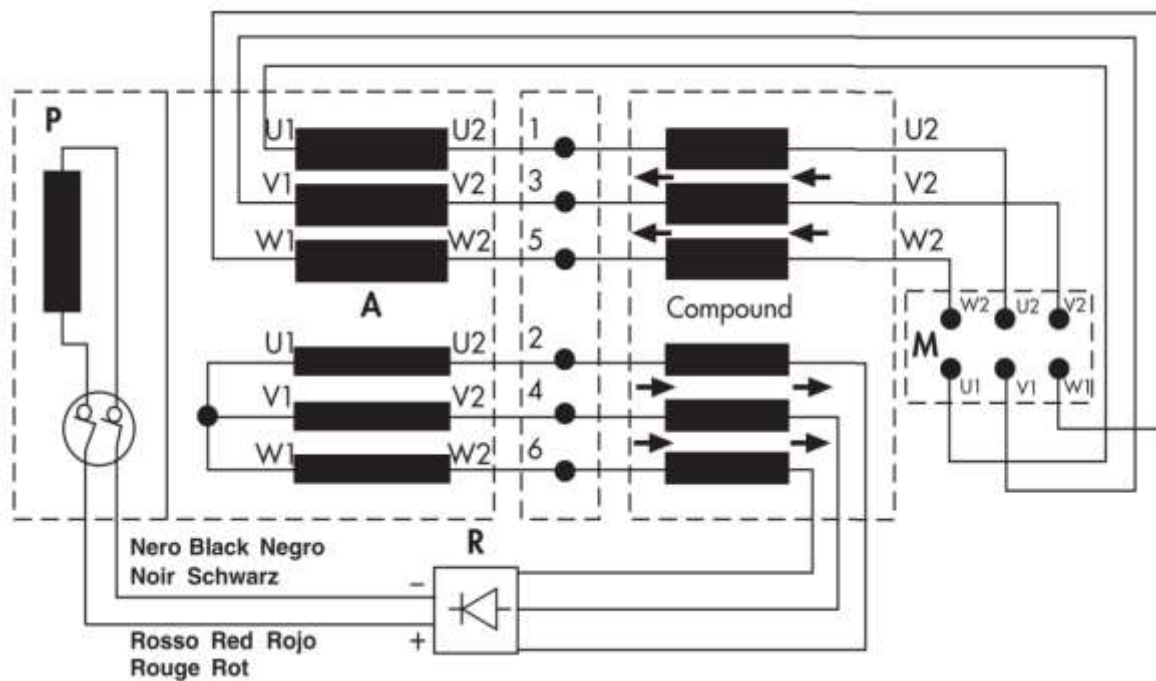 P
U1 U2 1 U2
V1 V2 3 V2
W1 W2 5 W2
A Compound
W2 U2 V2
M
U1 V1 W1
U1 U2 2
V1 V2 4
W1 W2 6
R
Nero Black Negro
Noir Schwarz
–
+
Rosso Red Rojo
Rouge Rot